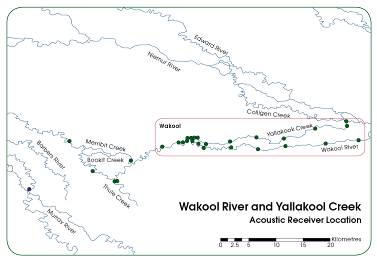 Edward River
Niemur River
Colligen Creek
Wakool
Yallakool Creek
Wakool River
Merribit Creek
Barbers River
Bookit Creek
Thule Creek
Murray River
Wakool River and Yallakool Creek
Acoustic Receiver Location
Kilometres
0 2.5 5 10 15 20